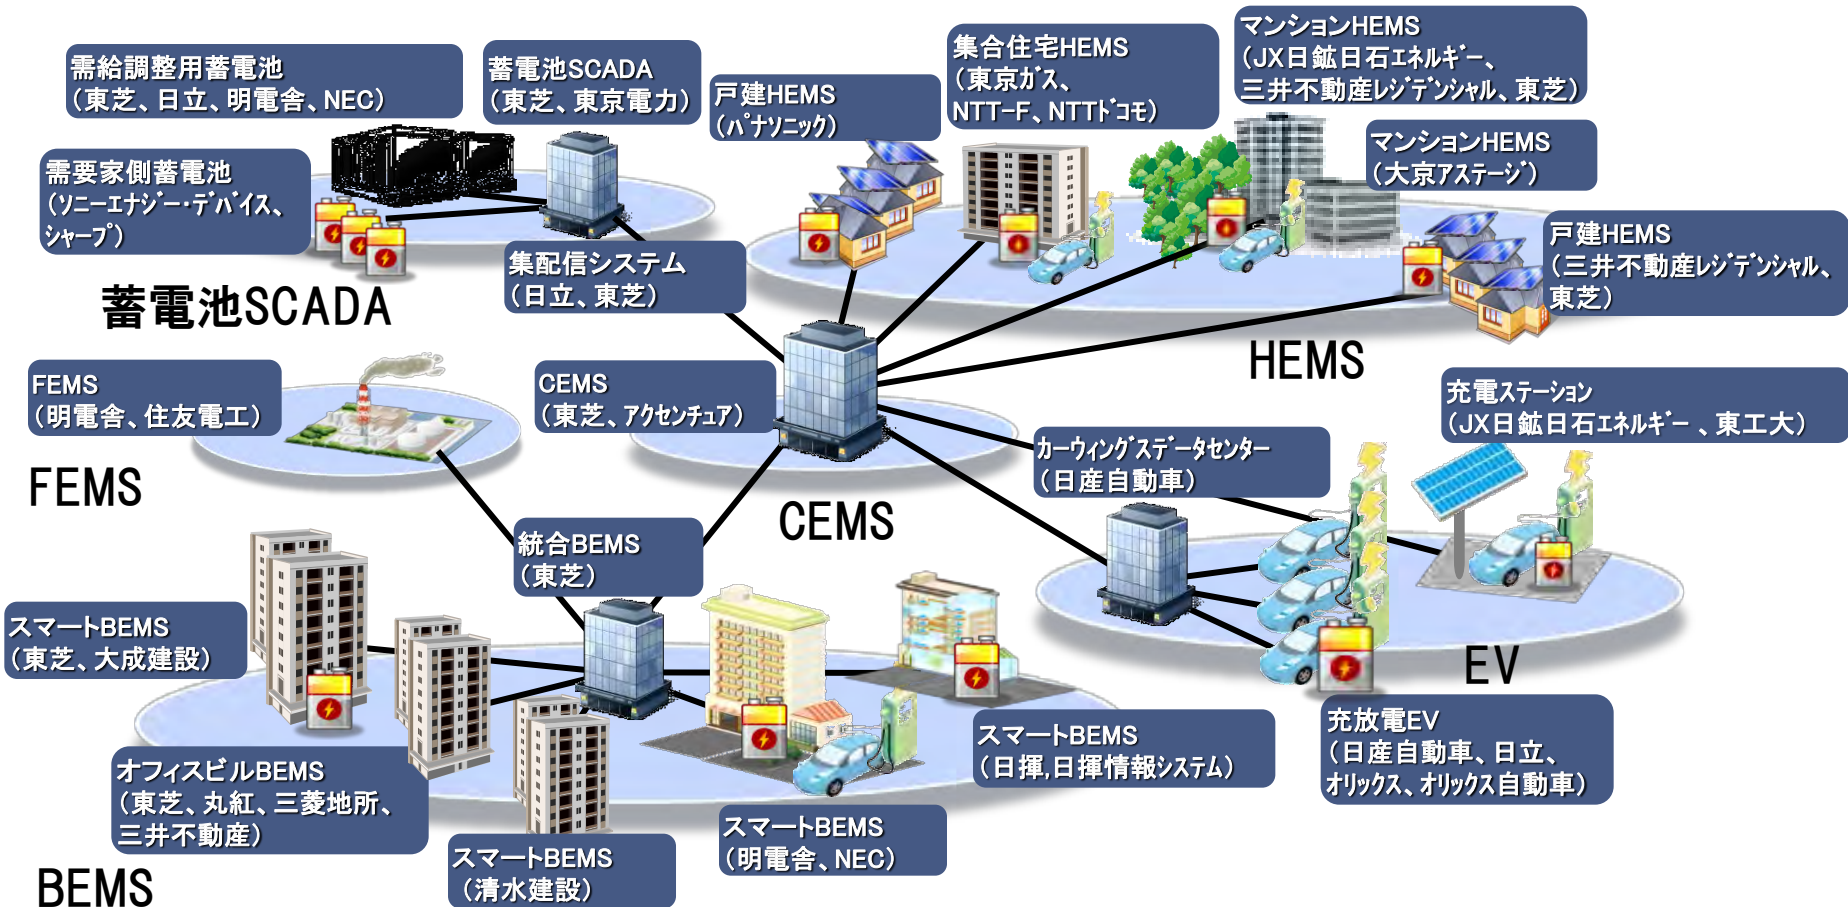 需給調整用蓄電池
（東芝、日立、明電舎、NEC）
蓄電池SCADA
（東芝、東京電力）
戸建HEMS
（パナソニック）
集合住宅HEMS
（東京ガス、
NTT-F、NTTドコモ）
マンションHEMS
（JX日鉱日石エネルギー、
三井不動産レジデンシャル、東芝）
マンションHEMS
（大京アステージ）
需要家側蓄電池
（ソニーエナジー・デバイス、
シャープ）
集配信システム
（日立、東芝）
戸建HEMS
（三井不動産レジデンシャル、
東芝）
蓄電池SCADA
HEMS
FEMS
（明電舎、住友電工）
CEMS
（東芝、アクセンチュア）
充電ステーション
（JX日鉱日石エネルギー 、東工大）
カーウィングスデータセンター
（日産自動車）
FEMS
CEMS
統合BEMS
（東芝）
スマートBEMS
（東芝、大成建設）
EV
オフィスビルBEMS
（東芝、丸紅、三菱地所、
三井不動産）
スマートBEMS
（日揮,日揮情報システム）
充放電EV
（日産自動車、日立、
オリックス、オリックス自動車）
スマートBEMS
（明電舎、NEC）
スマートBEMS
（清水建設）
BEMS